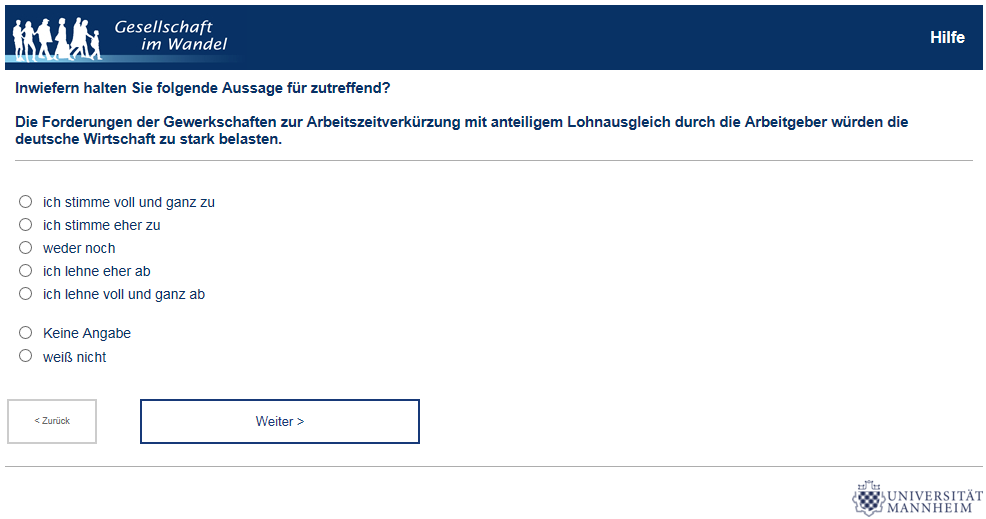 Gesellschaft
im Wandel
Hilfe
Inwiefern halten Sie folgende Aussage für zutreffend?
Die Forderungen der Gewerkschaften zur Arbeitszeitverkürzung mit anteiligem Lohnausgleich durch die Arbeitgeber würden die
deutsche Wirtschaft zu stark belasten.
ich stimme voll und ganz zu
ich stimme eher zu
weder noch
ich lehne eher ab
ich lehne voll und ganz ab
Keine Angabe
weiß nicht
< Zurück
Weiter >
UNIVERSITÄT
MANNHEIM